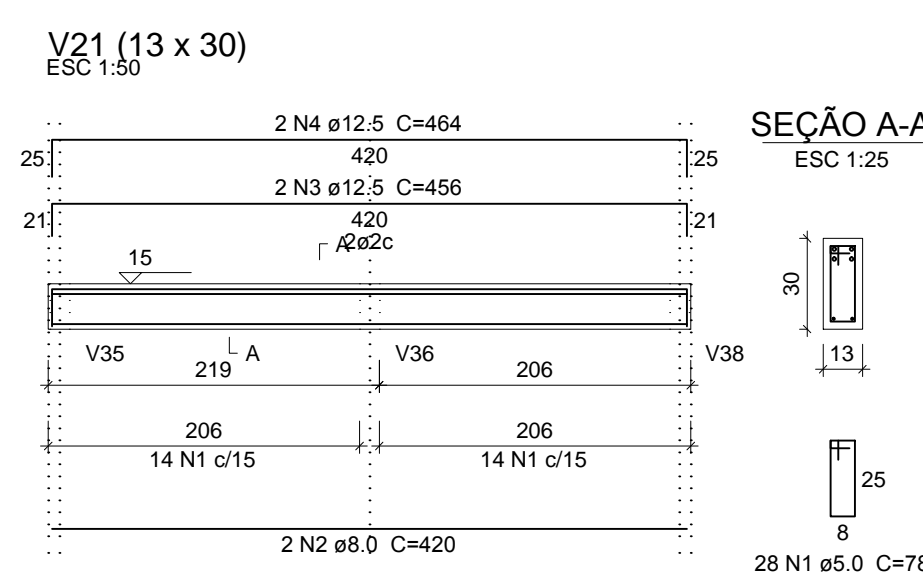 V21 (13 x 30)
ESC 1:50
2 N4 ø12.5 C=464
25
420
25
2 N3 ø12.5 C=456
21
420
21
2ø2c
A
15
A
V35
V36
V38
219
206
206
206
14 N1 c/15
14 N1 c/15
2 N2 ø8.0 C=420
SEÇÃO A-A
ESC 1:25
30
13
25
8
28 N1 ø5.0 C=78